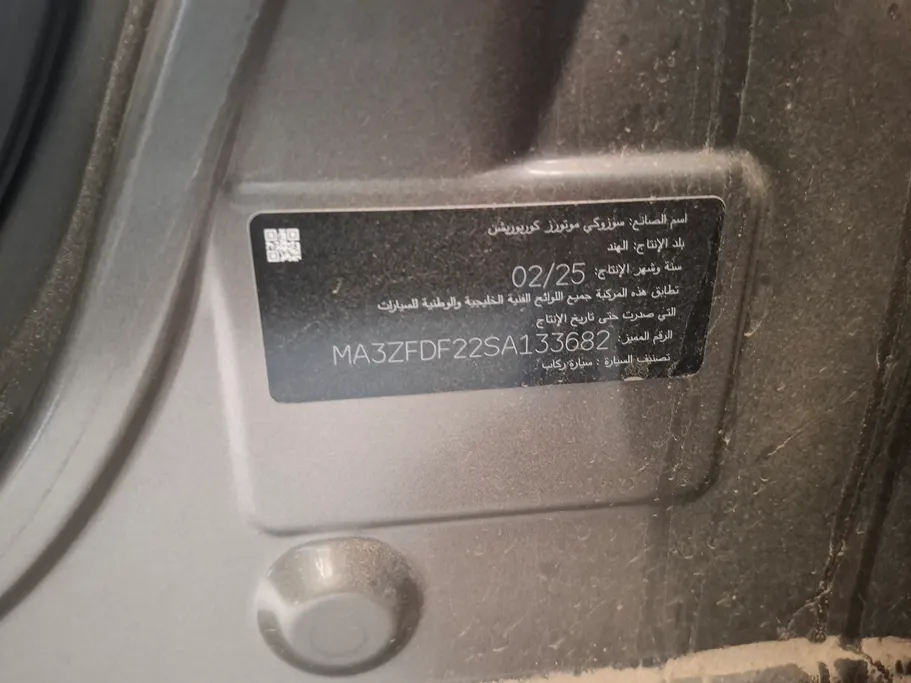 اسم الصانع: سوزوكي موتورز كوربوريشن
بلد الإنتاج: الهند
سنة وشهر الإنتاج: 02/25
تطابق هذه المركبة جميع اللوائح الفنية الخليجية والوطنية للسيارات
التي صدرت حتى تاريخ الإنتاج
الرقم المميز: MA3ZFDF22SA133682
تصنيف السيارة : سيارة ركاب